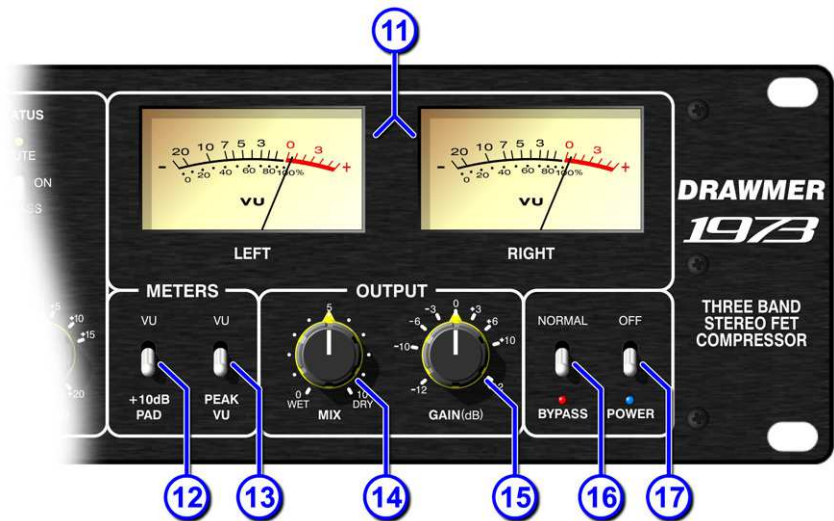 11
20 10 7 5 3 0 3
- +
0 20 40 60 80 100%
VU
LEFT
20 10 7 5 3 0 3
- +
0 20 40 60 80 100%
VU
RIGHT
DRAWMER
1973
THREE BAND
STEREO FET
COMPRESSOR
ON
+10
+15
METERS
VU
+10dB
PAD
VU
PEAK
VU
OUTPUT
5
0
WET
10
DRY
MIX
0
-3 +3
-6 +6
-10 +10
-12
GAIN(dB)
NORMAL
BYPASS
OFF
POWER
12
13
14
15
16
17